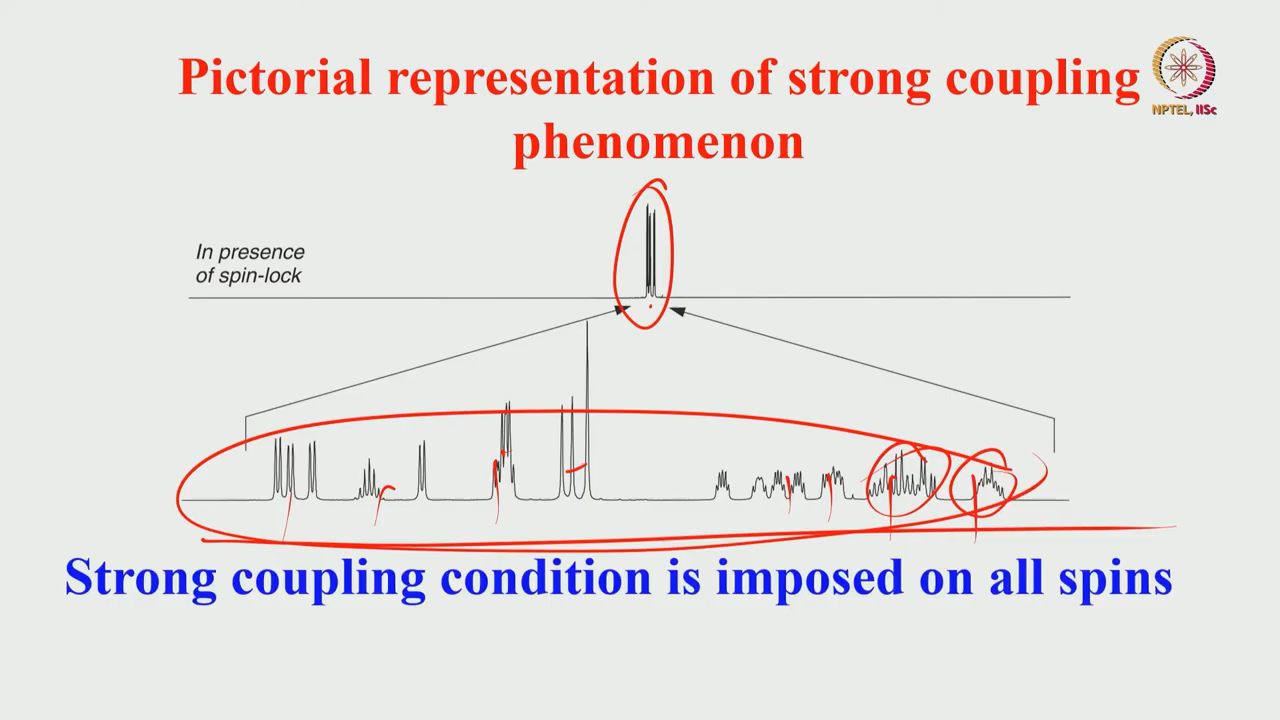 Pictorial representation of strong coupling
phenomenon
NPTEL, IISc
In presence
of spin-lock
Strong coupling condition is imposed on all spins